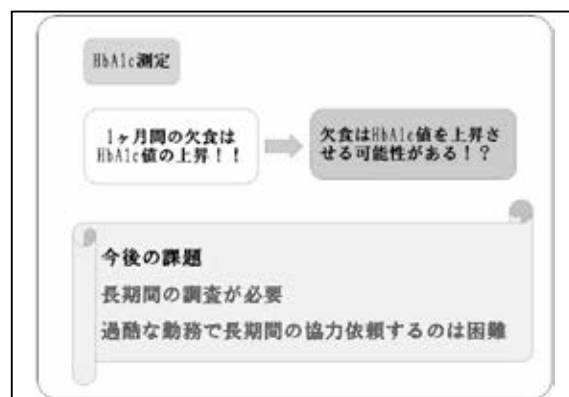 HbA1c測定
1ヶ月間の欠食は
HbA1c値の上昇！！
欠食はHbA1c値を上昇さ
せる可能性がある！？
今後の課題
長期間の調査が必要
過酷な勤務で長期間の協力依頼するのは困難